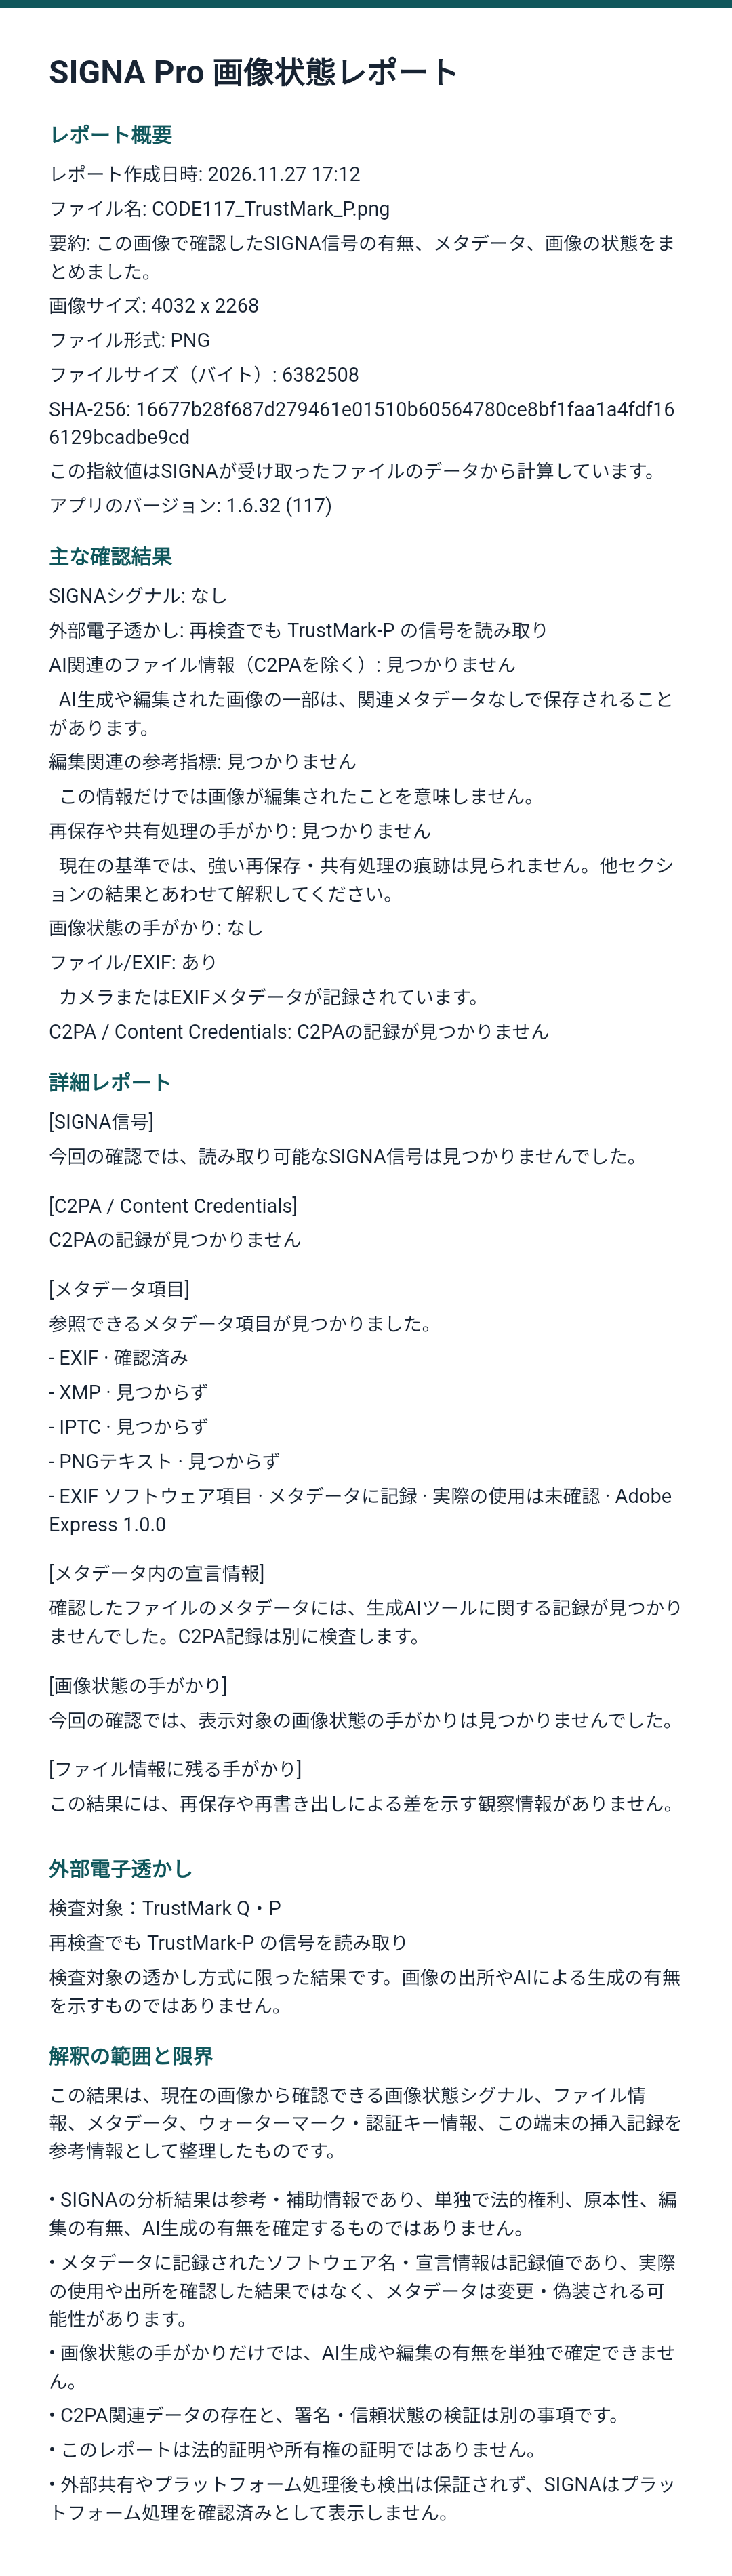 SIGNA Pro 画像状態レポート
レポート概要
レポート作成日時: 2026.11.27 17:12
ファイル名: CODE117_TrustMark_P.png
要約: この画像で確認したSIGNA信号の有無、メタデータ、画像の状態をま
とめました。
画像サイズ: 4032 x 2268
ファイル形式: PNG
ファイルサイズ（バイト）: 6382508
SHA-256: 16677b28f687d279461e01510b60564780ce8bf1faa1a4fdf16
6129bcadbe9cd
この指紋値はSIGNAが受け取ったファイルのデータから計算しています。
アプリのバージョン: 1.6.32 (117)
主な確認結果
SIGNAシグナル: なし
外部電子透かし: 再検査でも TrustMark-P の信号を読み取り
AI関連のファイル情報（C2PAを除く）: 見つかりません
AI生成や編集された画像の一部は、関連メタデータなしで保存されること
があります。
編集関連の参考指標: 見つかりません
この情報だけでは画像が編集されたことを意味しません。
再保存や共有処理の手がかり: 見つかりません
現在の基準では、強い再保存・共有処理の痕跡は見られません。他セクシ
ョンの結果とあわせて解釈してください。
画像状態の手がかり: なし
ファイル/EXIF: あり
カメラまたはEXIFメタデータが記録されています。
C2PA / Content Credentials: C2PAの記録が見つかりません
詳細レポート
[SIGNA信号]
今回の確認では、読み取り可能なSIGNA信号は見つかりませんでした。
[C2PA / Content Credentials]
C2PAの記録が見つかりません
[メタデータ項目]
参照できるメタデータ項目が見つかりました。
- EXIF · 確認済み
- XMP · 見つからず
- IPTC · 見つからず
- PNGテキスト · 見つからず
- EXIF ソフトウェア項目 · メタデータに記録 · 実際の使用は未確認 · Adobe
Express 1.0.0
[メタデータ内の宣言情報]
確認したファイルのメタデータには、生成AIツールに関する記録が見つかり
ませんでした。C2PA記録は別に検査します。
[画像状態の手がかり]
今回の確認では、表示対象の画像状態の手がかりは見つかりませんでした。
[ファイル情報に残る手がかり]
この結果には、再保存や再書き出しによる差を示す観察情報がありません。
外部電子透かし
検査対象：TrustMark Q・P
再検査でも TrustMark-P の信号を読み取り
検査対象の透かし方式に限った結果です。画像の出所やAIによる生成の有無
を示すものではありません。
解釈の範囲と限界
この結果は、現在の画像から確認できる画像状態シグナル、ファイル情
報、メタデータ、ウォーターマーク・認証キー情報、この端末の挿入記録を
参考情報として整理したものです。
• SIGNAの分析結果は参考・補助情報であり、単独で法的権利、原本性、編
集の有無、AI生成の有無を確定するものではありません。
• メタデータに記録されたソフトウェア名・宣言情報は記録値であり、実際
の使用や出所を確認した結果ではなく、メタデータは変更・偽装される可
能性があります。
• 画像状態の手がかりだけでは、AI生成や編集の有無を単独で確定できませ
ん。
• C2PA関連データの存在と、署名・信頼状態の検証は別の事項です。
• このレポートは法的証明や所有権の証明ではありません。
• 外部共有やプラットフォーム処理後も検出は保証されず、SIGNAはプラッ
トフォーム処理を確認済みとして表示しません。